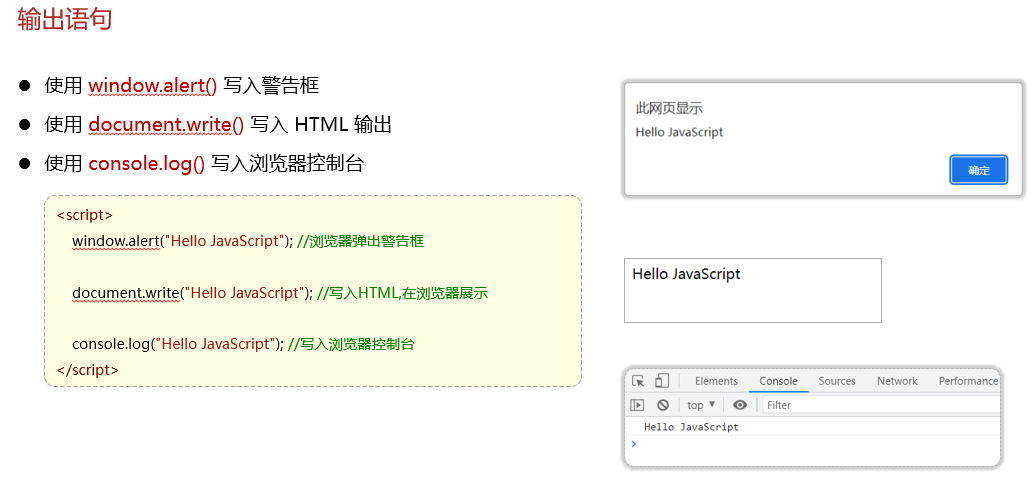 输出语句
使用 window.alert() 写入警告框
使用 document.write() 写入 HTML 输出
使用 console.log() 写入浏览器控制台
<script>
window.alert("Hello JavaScript"); //浏览器弹出警告框
document.write("Hello JavaScript"); //写入HTML,在浏览器展示
console.log("Hello JavaScript"); //写入浏览器控制台
</script>
此网页显示
Hello JavaScript
确定
Hello JavaScript
Elements Console Sources Network Performance
top ▼ Filter
Hello JavaScript
>